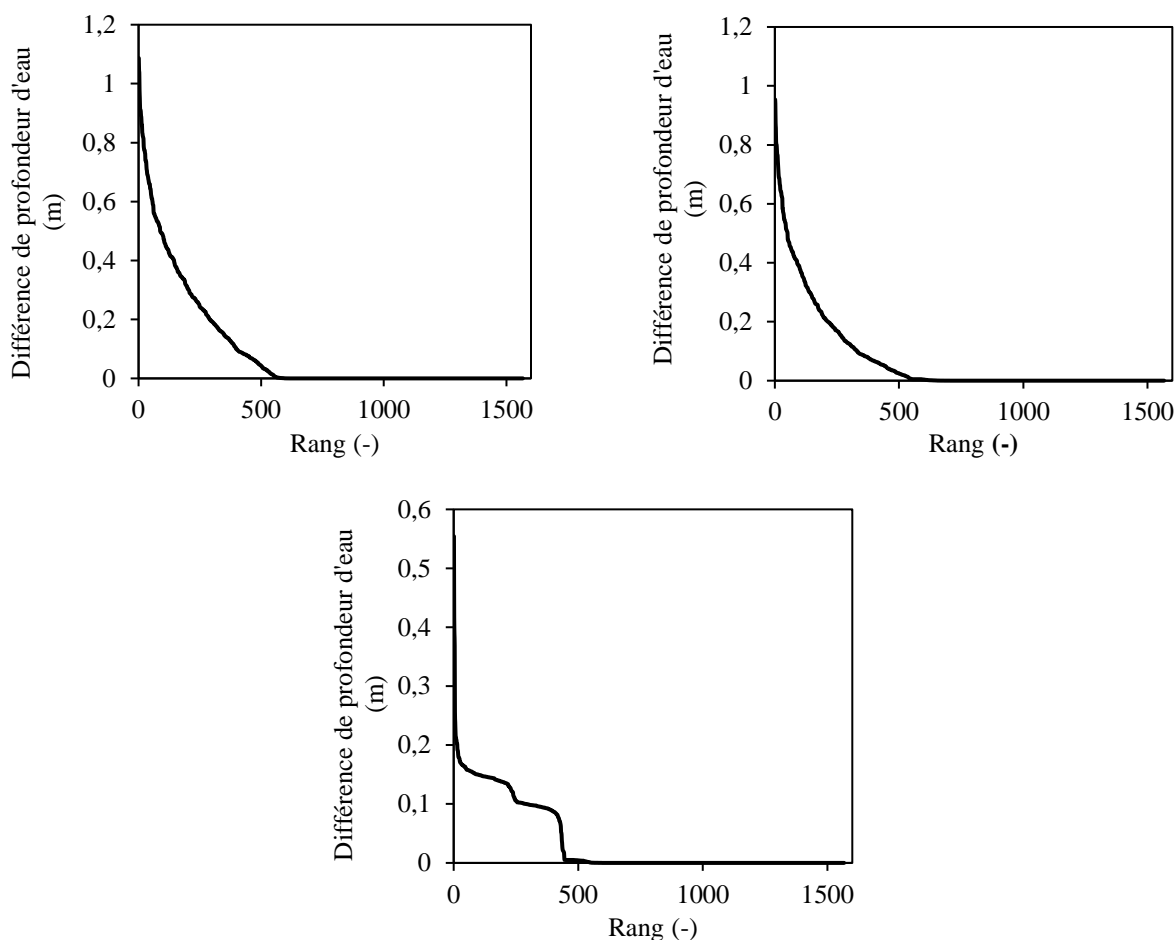 Différence de profondeur d'eau
(m)
1,2
1
0,8
0,6
0,4
0,2
0
0 500 1000 1500
Rang (-)
Différence de profondeur d'eau
(m)
1,2
1
0,8
0,6
0,4
0,2
0
0 500 1000 1500
Rang (-)
Différence de profondeur d'eau
(m)
0,6
0,5
0,4
0,3
0,2
0,1
0
0 500 1000 1500
Rang (-)